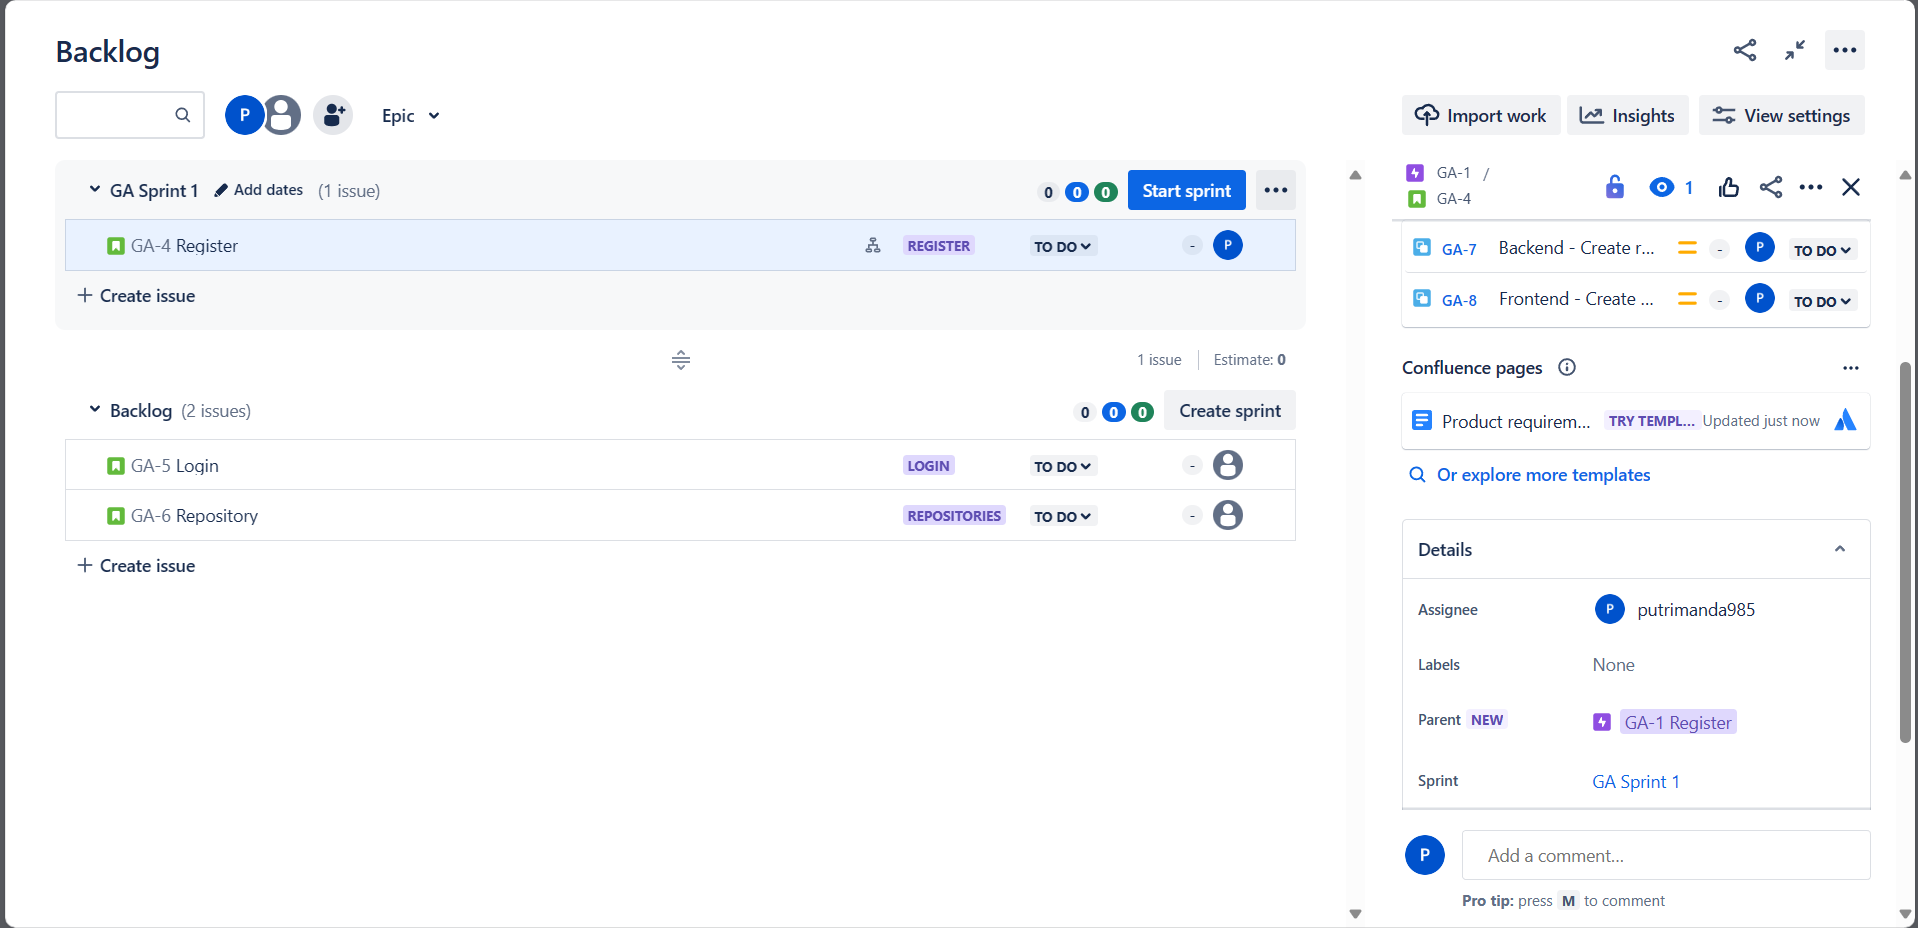 Backlog
P
Epic
Import work
Insights
View settings
GA Sprint 1 Add dates (1 issue)
0 0 0 Start sprint
GA-4 Register REGISTER TO DO - P
Create issue
1 issue Estimate: 0
Backlog (2 issues) 0 0 0 Create sprint
GA-5 Login LOGIN TO DO -
GA-6 Repository REPOSITORIES TO DO -
Create issue
GA-1 /
GA-4
1
GA-7 Backend - Create r... - P TO DO
GA-8 Frontend - Create ... - P TO DO
Confluence pages
Product requirem... TRY TEMPL... Updated just now
Or explore more templates
Details
Assignee P putrimanda985
Labels None
Parent NEW GA-1 Register
Sprint GA Sprint 1
P Add a comment...
Pro tip: press M to comment